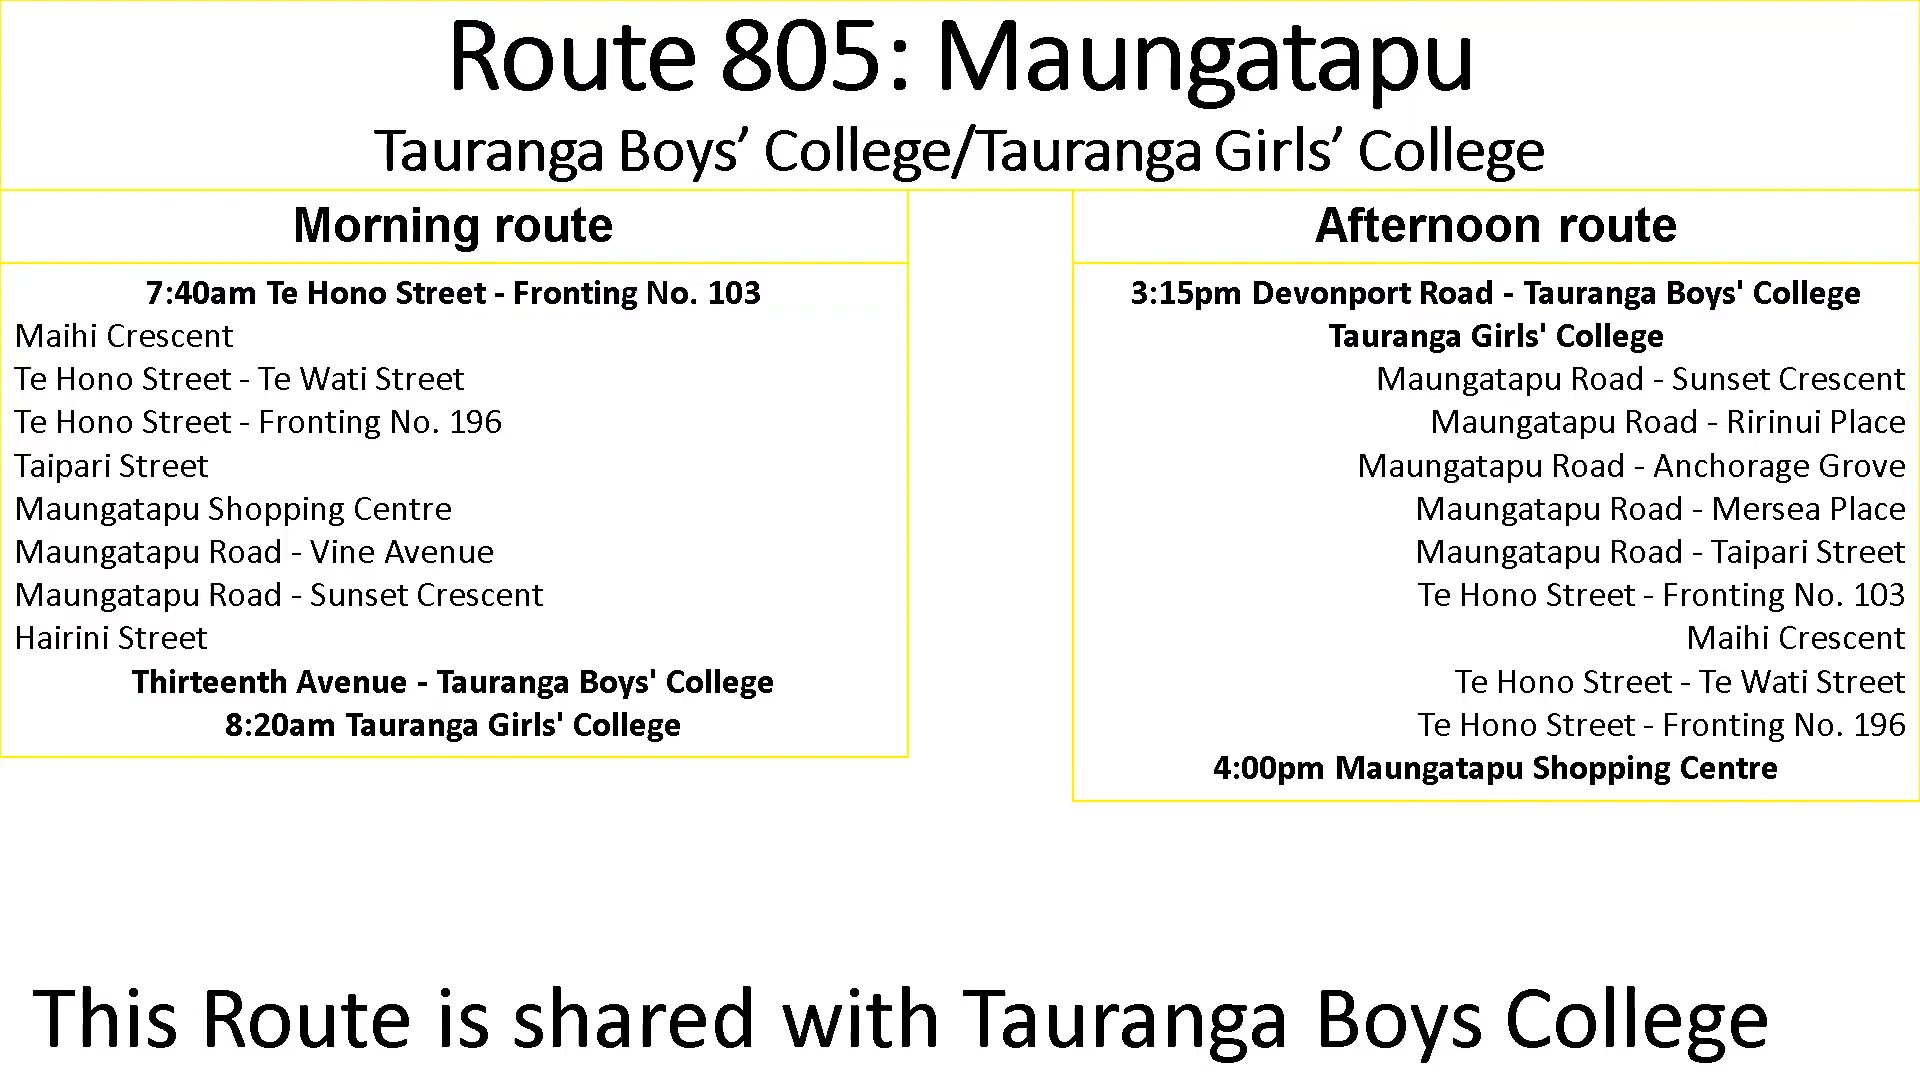 Route 805: Maungatapu
Tauranga Boys’ College/Tauranga Girls’ College
Morning route
7:40am Te Hono Street - Fronting No. 103
Maihi Crescent
Te Hono Street - Te Wati Street
Te Hono Street - Fronting No. 196
Taipari Street
Maungatapu Shopping Centre
Maungatapu Road - Vine Avenue
Maungatapu Road - Sunset Crescent
Hairini Street
Thirteenth Avenue - Tauranga Boys' College
8:20am Tauranga Girls' College
Afternoon route
3:15pm Devonport Road - Tauranga Boys' College
Tauranga Girls' College
Maungatapu Road - Sunset Crescent
Maungatapu Road - Ririnui Place
Maungatapu Road - Anchorage Grove
Maungatapu Road - Mersea Place
Maungatapu Road - Taipari Street
Te Hono Street - Fronting No. 103
Maihi Crescent
Te Hono Street - Te Wati Street
Te Hono Street - Fronting No. 196
4:00pm Maungatapu Shopping Centre
This Route is shared with Tauranga Boys College